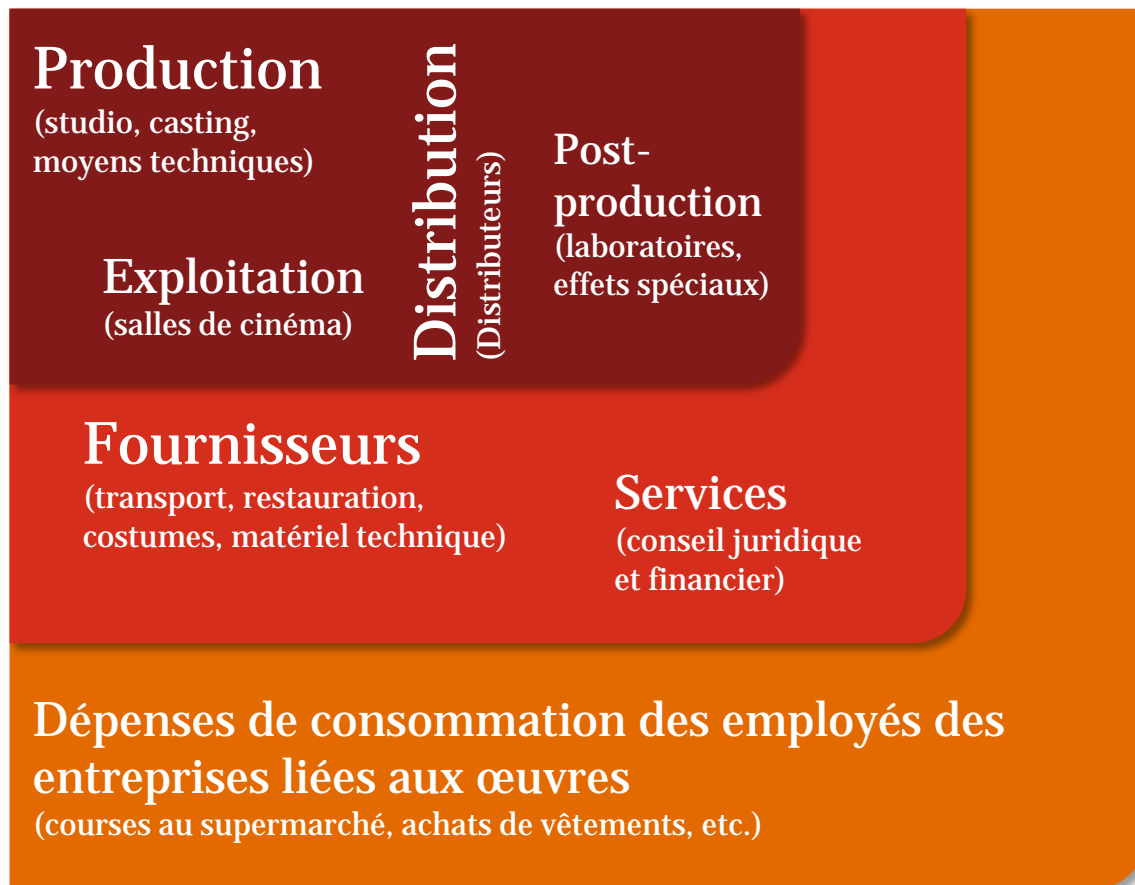 Production
(studio, casting,
moyens techniques)
Exploitation
(salles de cinéma)
Distribution
(Distributeurs)
Post-
production
(laboratoires,
effets spéciaux)
Fournisseurs
(transport, restauration,
costumes, matériel technique)
Services
(conseil juridique
et financier)
Dépenses de consommation des employés des
entreprises liées aux œuvres
(courses au supermarché, achats de vêtements, etc.)